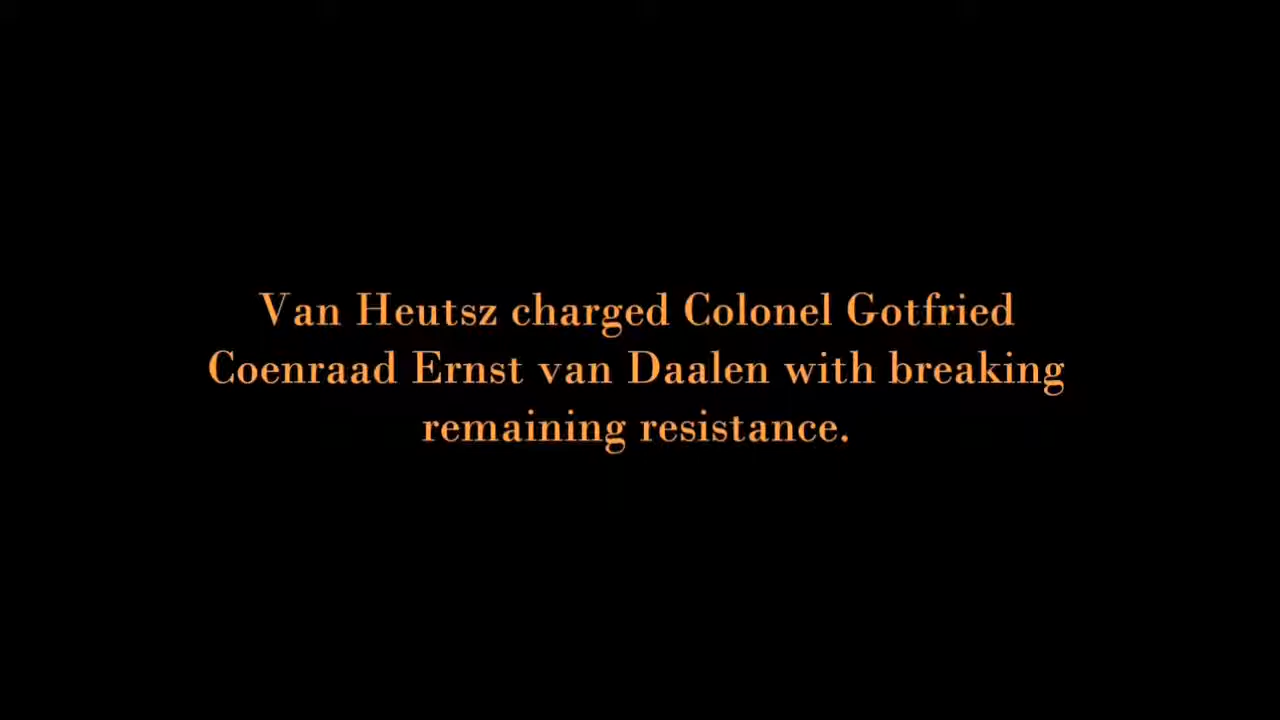 Van Heutsz charged Colonel Gotfried
Coenraad Ernst van Daalen with breaking
remaining resistance.